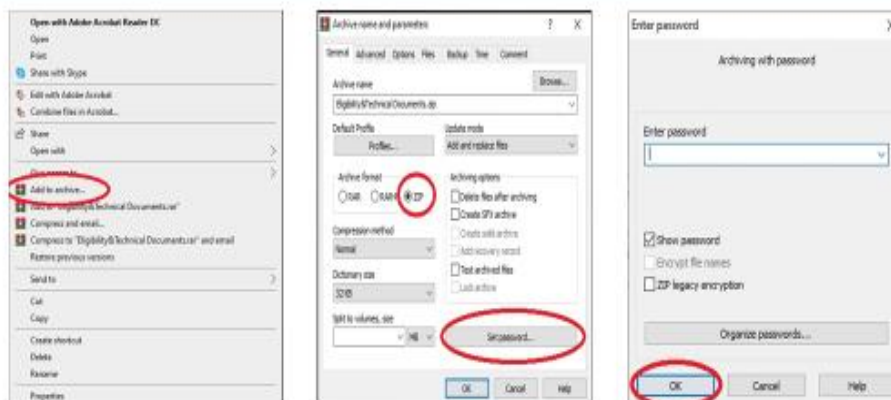 Open with Adobe Acrobat Reader DC
Open
Print
Share with Skype
Edit with Adobe Acrobat
Combine files in Acrobat...
Share
Open with
Add to archive...
Add to "Eligibility&Technical Documents.rar"
Compress and email...
Compress to "Eligibility&Technical Documents.rar" and email
Restore previous versions
Send to
Cut
Copy
Create shortcut
Delete
Rename
Properties
Archive name and parameters
?
X
General Advanced Options Files Backup Time Comment
Archive name
Browse...
Eligibility&Technical Documents.zip
Default Profile
Update mode
Profiles...
Add and replace files
Archive format
Archiving options
RAR
ZIP
Delete files after archiving
Create SFX archive
Create solid archive
Add recovery record
Test archived files
Lock archive
Compression method
Normal
Dictionary size
32 KB
Split to volumes, size
MB
Set password...
OK
Cancel
Help
Enter password
X
Archiving with password
Enter password
Show password
Encrypt file names
ZIP legacy encryption
Organize passwords...
OK
Cancel
Help